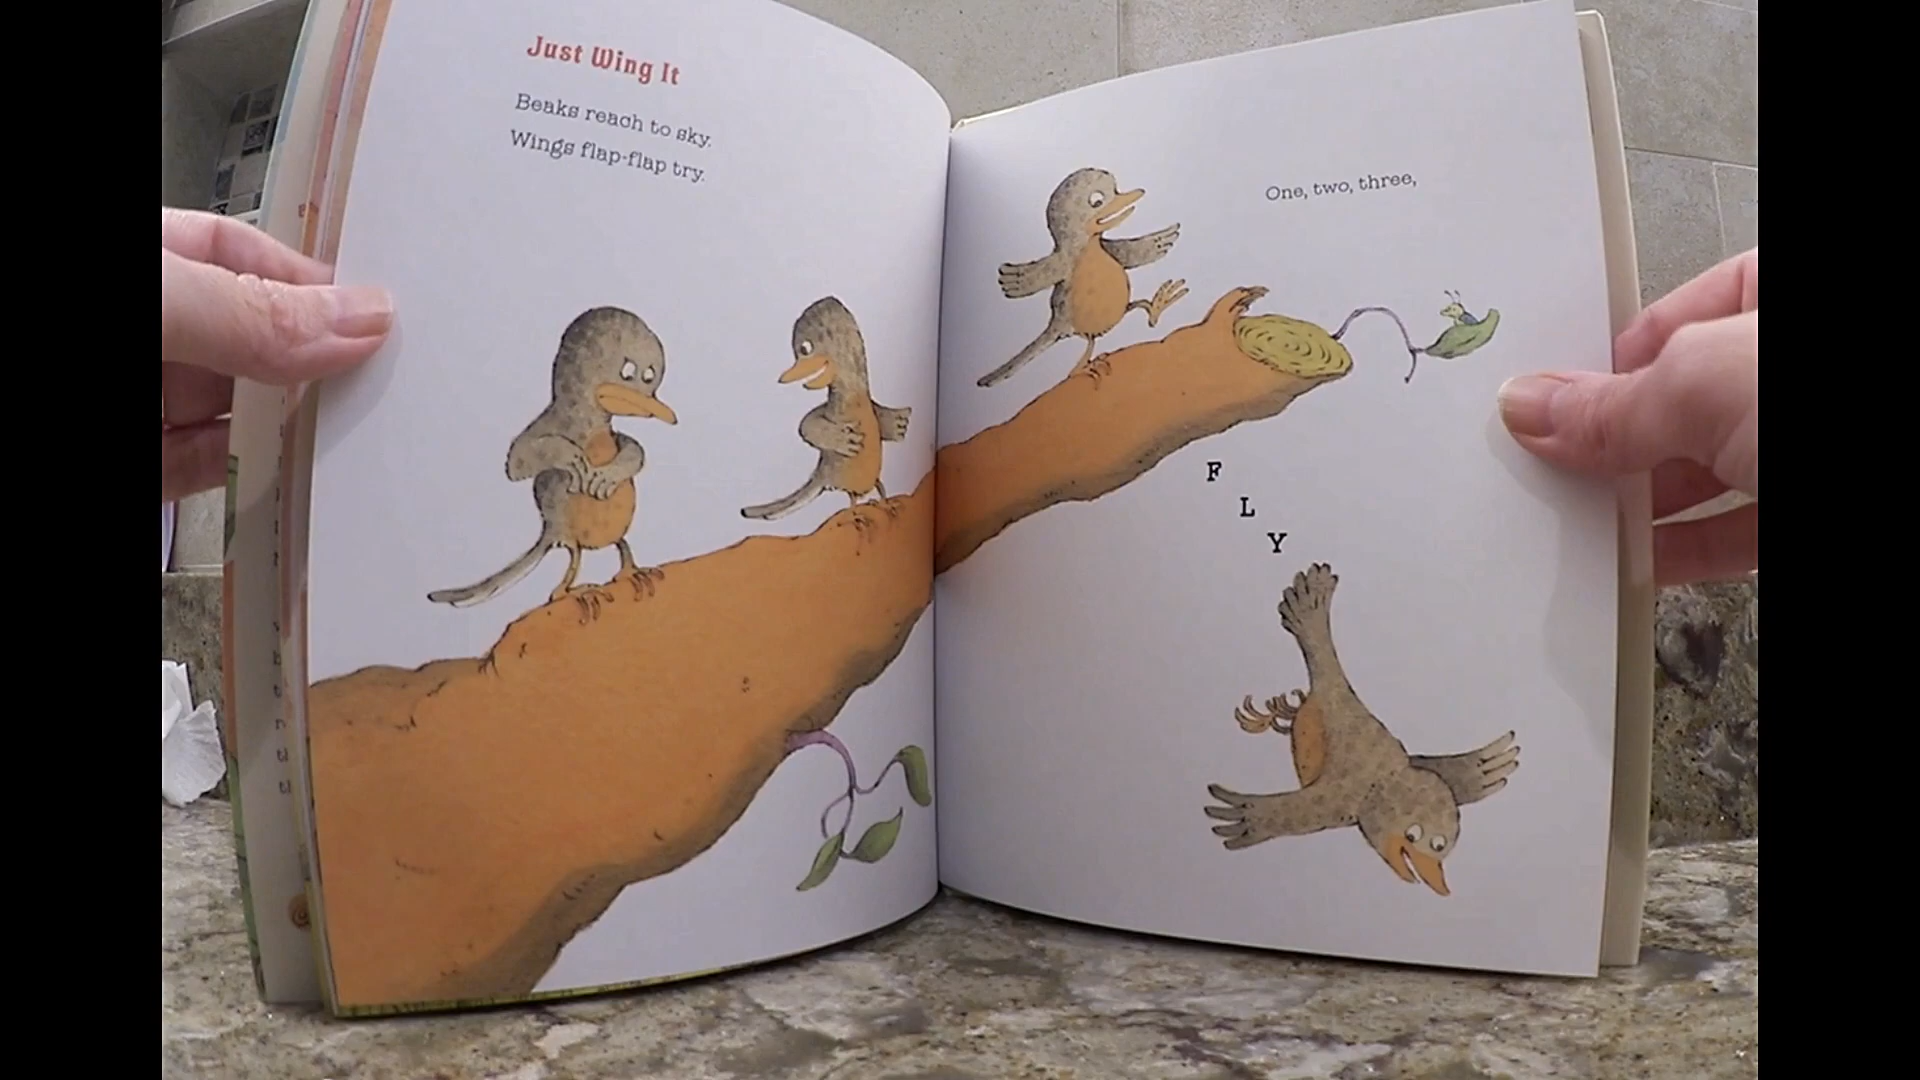 Just Wing It
Beaks reach to sky.
Wings flap-flap try.
One, two, three,
F
L
Y